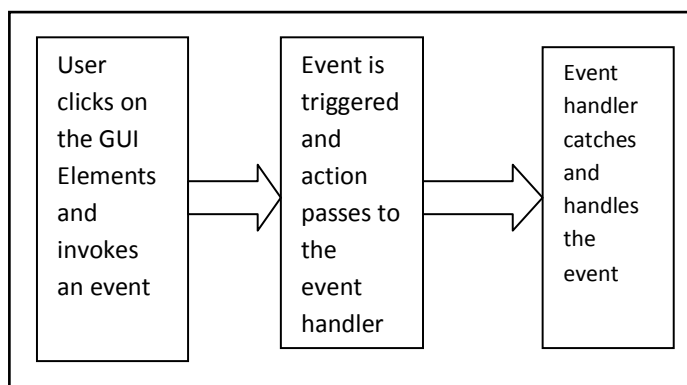 User
clicks on
the GUI
Elements
and
invokes
an event
Event is
triggered
and
action
passes to
the
event
handler
Event
handler
catches
and
handles
the
event